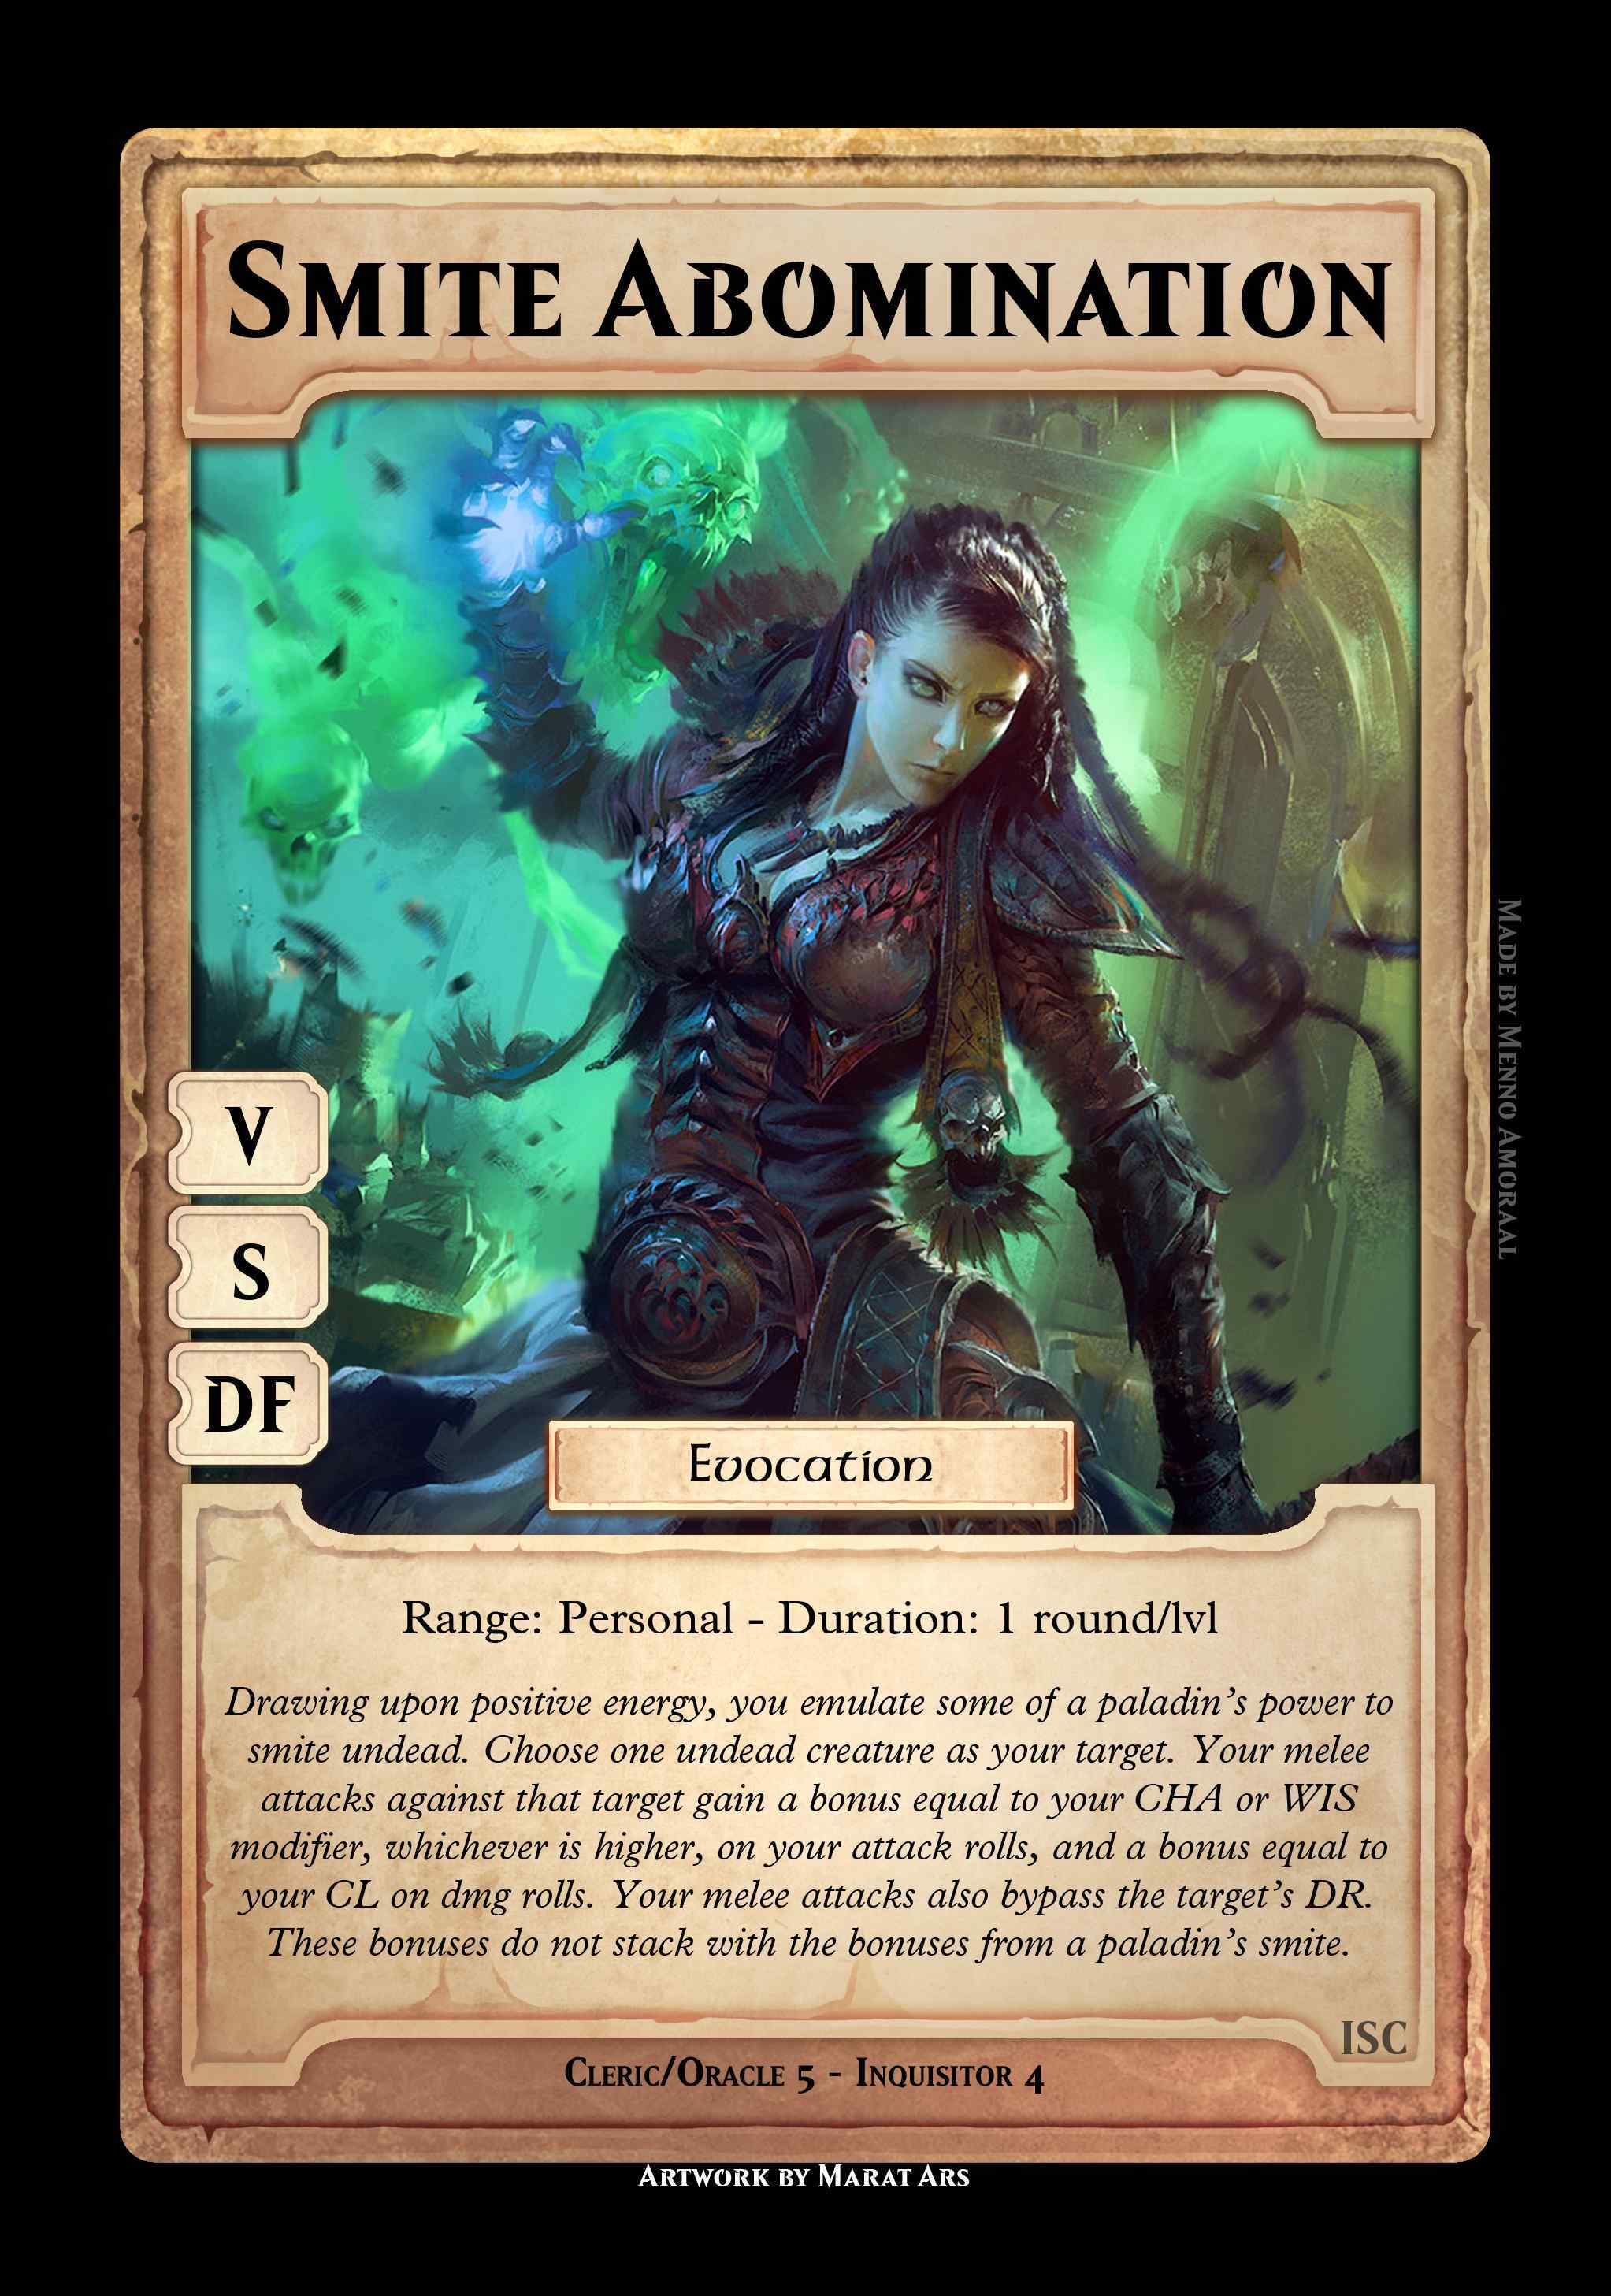 Smite Abomination
V
S
DF
Evocation
Range: Personal - Duration: 1 round/lvl
Drawing upon positive energy, you emulate some of a paladin's power to
smite undead. Choose one undead creature as your target. Your melee
attacks against that target gain a bonus equal to your CHA or WIS
modifier, whichever is higher, on your attack rolls, and a bonus equal to
your CL on dmg rolls. Your melee attacks also bypass the target's DR.
These bonuses do not stack with the bonuses from a paladin's smite.
ISC
Cleric/Oracle 5 - Inquisitor 4
Artwork by Marat Ars
Made by Menno Amoraal